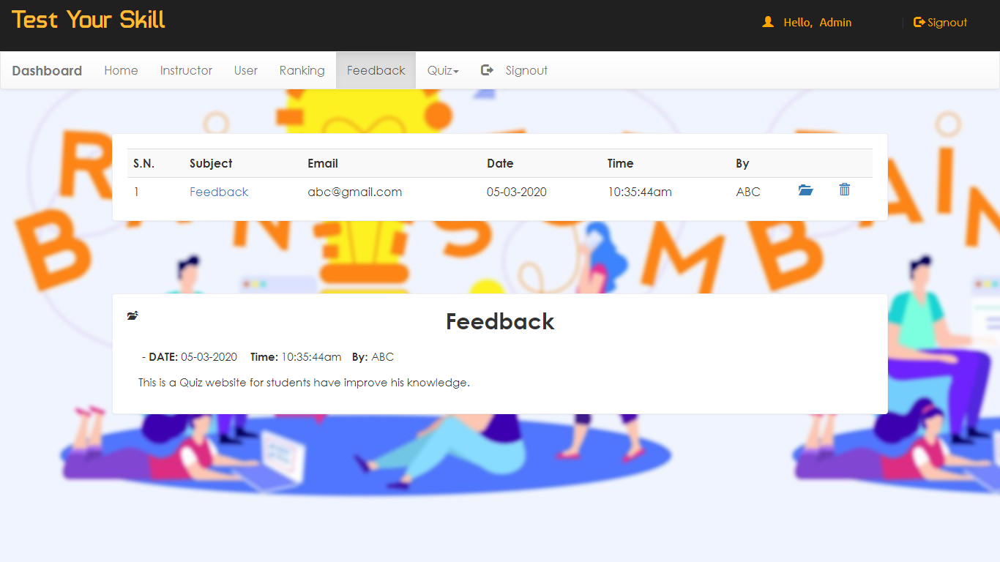 Test Your Skill
Hello, Admin | Signout
Dashboard Home Instructor User Ranking Feedback Quiz Signout
S.N. Subject Email Date Time By
1 Feedback abc@gmail.com 05-03-2020 10:35:44am ABC
Feedback
- DATE: 05-03-2020 Time: 10:35:44am By: ABC
This is a Quiz website for students have improve his knowledge.